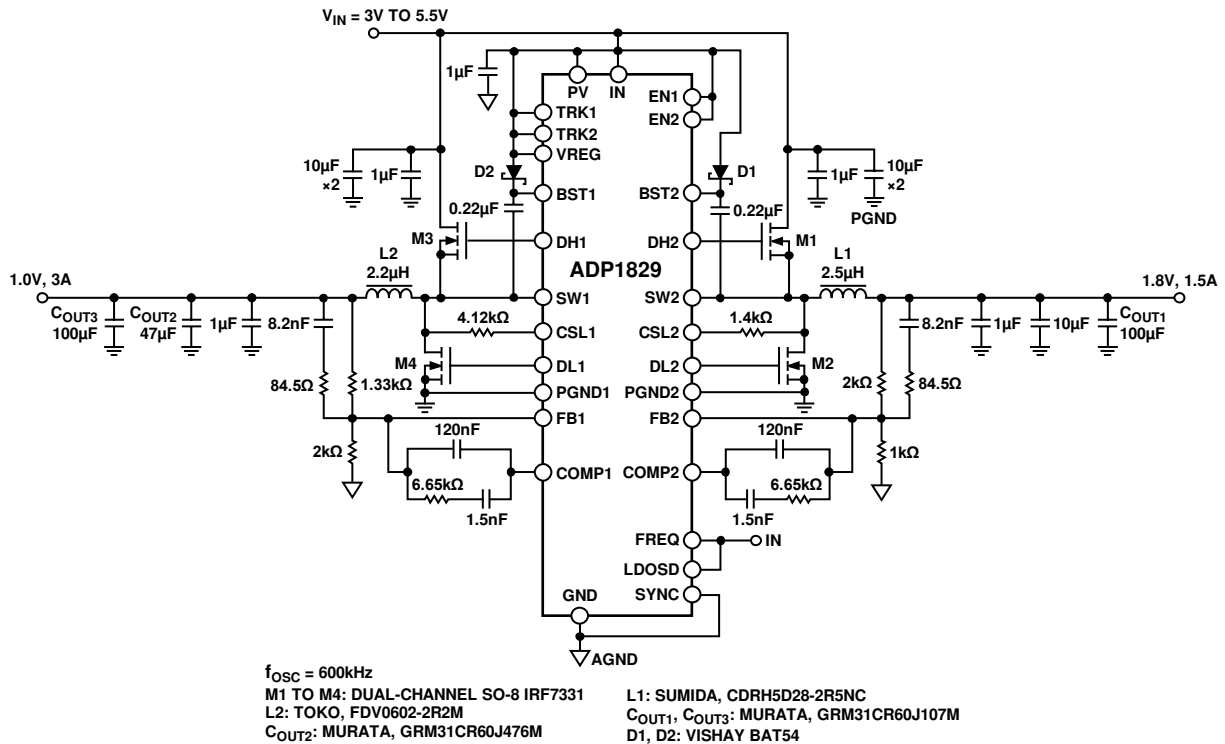 V_IN = 3V TO 5.5V
1µF
PV
IN
TRK1
TRK2
VREG
EN1
EN2
10µF
×2
1µF
D2
D1
1µF
10µF
×2
PGND
BST1
BST2
0.22µF
0.22µF
M3
DH1
DH2
M1
ADP1829
1.0V, 3A
L2
2.2µH
L1
2.5µH
1.8V, 1.5A
SW1
SW2
C_OUT3
100µF
C_OUT2
47µF
1µF
8.2nF
4.12kΩ
CSL1
CSL2
1.4kΩ
8.2nF
1µF
10µF
C_OUT1
100µF
M4
DL1
DL2
M2
84.5Ω
1.33kΩ
PGND1
PGND2
2kΩ
84.5Ω
FB1
FB2
2kΩ
120nF
120nF
1kΩ
COMP1
COMP2
6.65kΩ
6.65kΩ
1.5nF
1.5nF
FREQ
IN
LDOSD
GND
SYNC
AGND
f_OSC = 600kHz
M1 TO M4: DUAL-CHANNEL SO-8 IRF7331
L2: TOKO, FDV0602-2R2M
C_OUT2: MURATA, GRM31CR60J476M
L1: SUMIDA, CDRH5D28-2R5NC
C_OUT1, C_OUT3: MURATA, GRM31CR60J107M
D1, D2: VISHAY BAT54